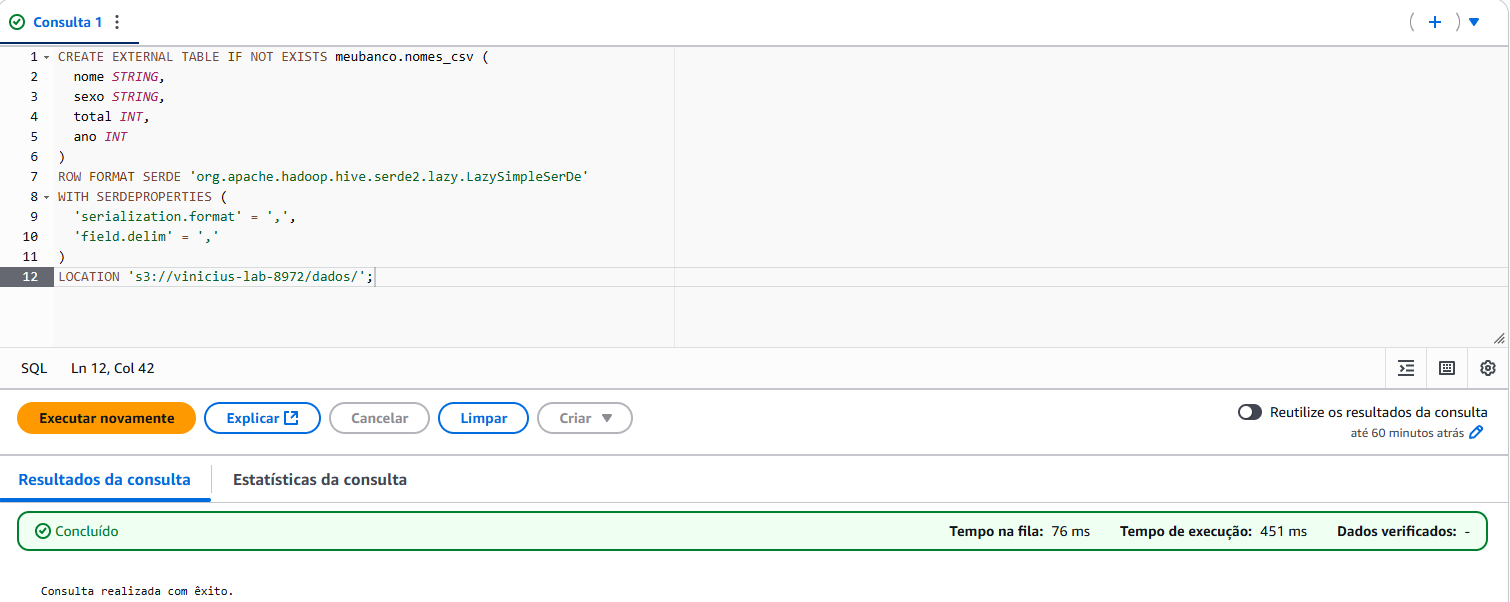 Consulta 1
1 CREATE EXTERNAL TABLE IF NOT EXISTS meubanco.nomes_csv (
2 nome STRING,
3 sexo STRING,
4 total INT,
5 ano INT
6 )
7 ROW FORMAT SERDE 'org.apache.hadoop.hive.serde2.lazy.LazySimpleSerDe'
8 WITH SERDEPROPERTIES (
9 'serialization.format' = ',',
10 'field.delim' = ','
11 )
12 LOCATION 's3://vinicius-lab-8972/dados/';
SQL Ln 12, Col 42
Executar novamente Explicar Cancelar Limpar Criar Reutilize os resultados da consulta
até 60 minutos atrás
Resultados da consulta Estatísticas da consulta
Concluído Tempo na fila: 76 ms Tempo de execução: 451 ms Dados verificados: -
Consulta realizada com êxito.